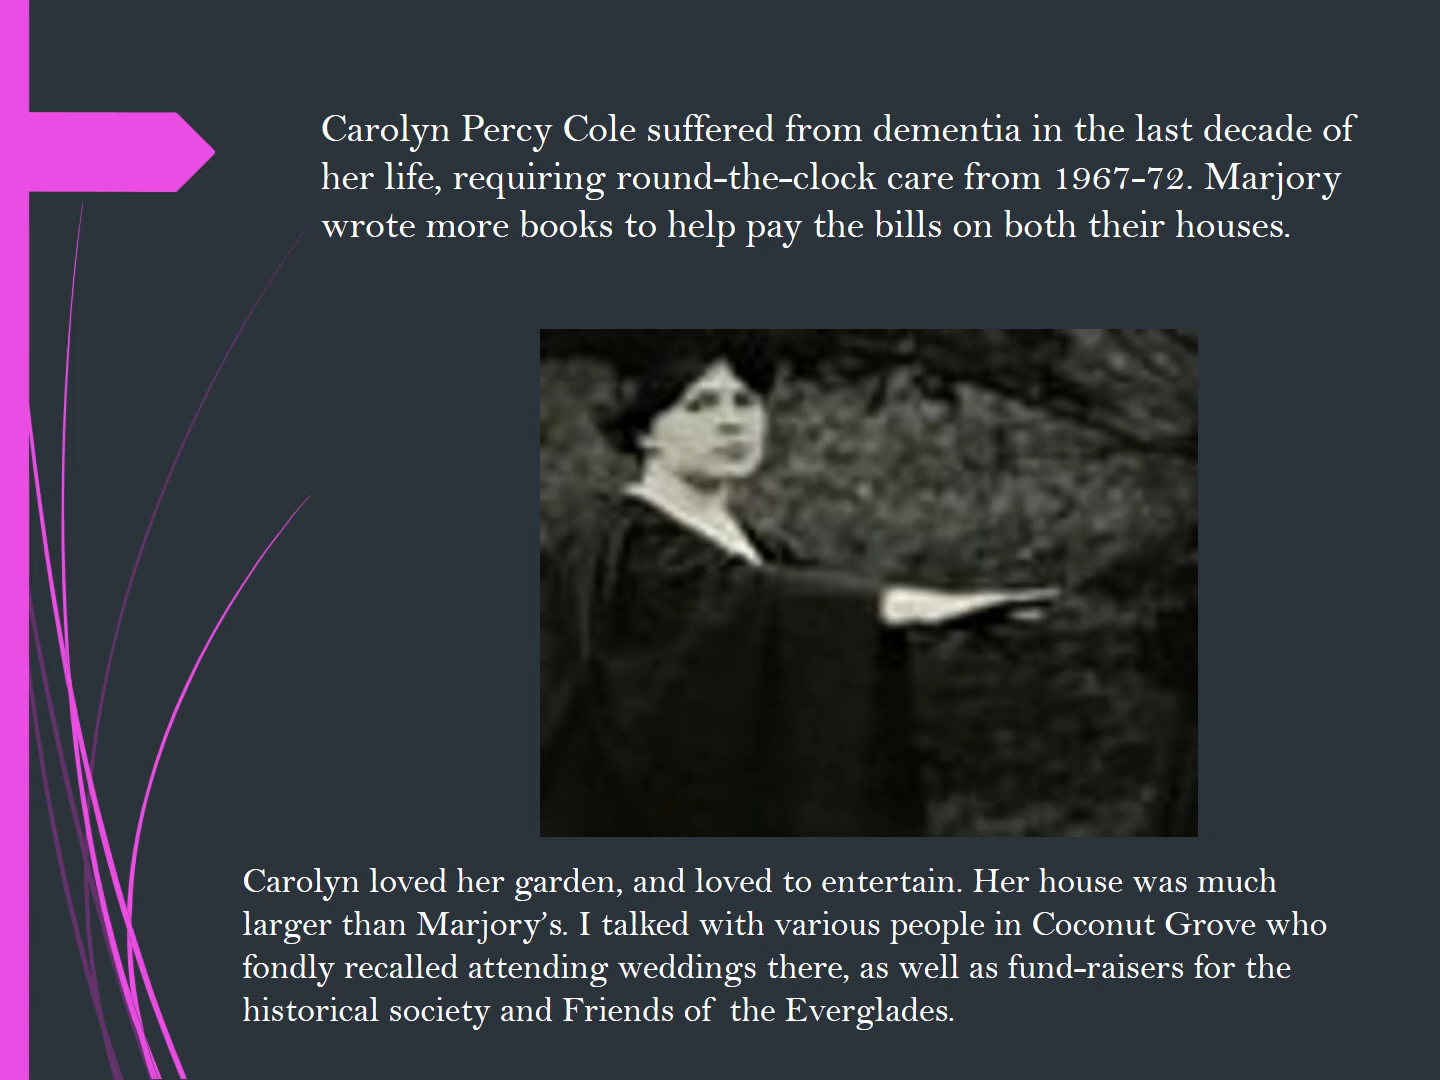 Carolyn Percy Cole suffered from dementia in the last decade of
her life, requiring round-the-clock care from 1967-72. Marjory
wrote more books to help pay the bills on both their houses.
Carolyn loved her garden, and loved to entertain. Her house was much
larger than Marjory’s. I talked with various people in Coconut Grove who
fondly recalled attending weddings there, as well as fund-raisers for the
historical society and Friends of  the Everglades.